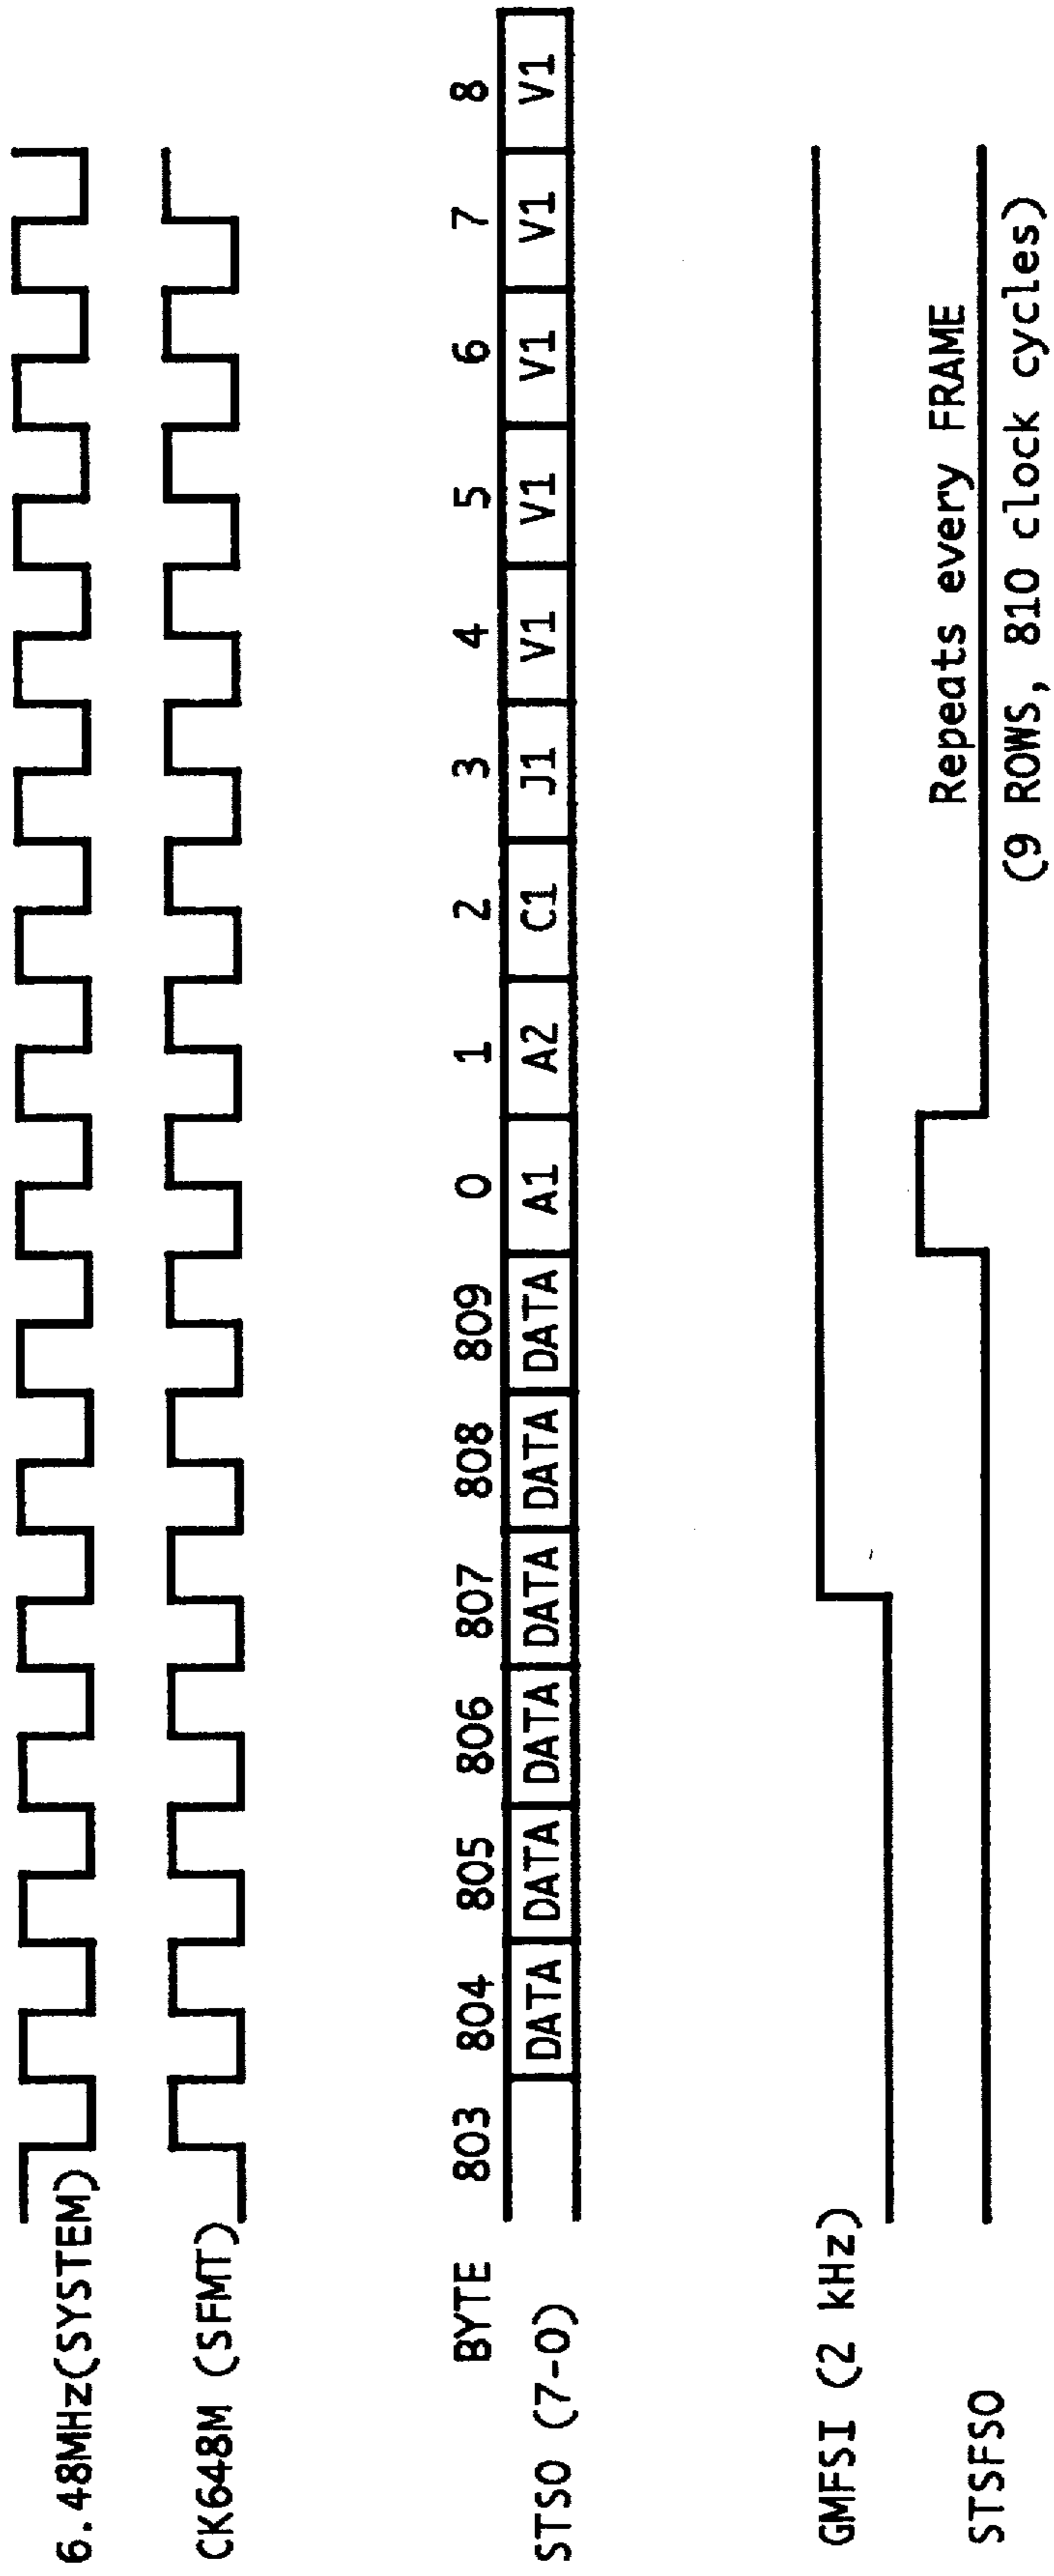 6.48MHz(SYSTEM)
CK648M (SFMT)
BYTE 803 804 805 806 807 808 809 0 1 2 3 4 5 6 7 8
STSO (7-0) DATA DATA DATA DATA DATA DATA A1 A2 C1 J1 V1 V1 V1 V1 V1
GMFSI (2 kHz)
Repeats every FRAME
STSFSO
(9 ROWS, 810 clock cycles)